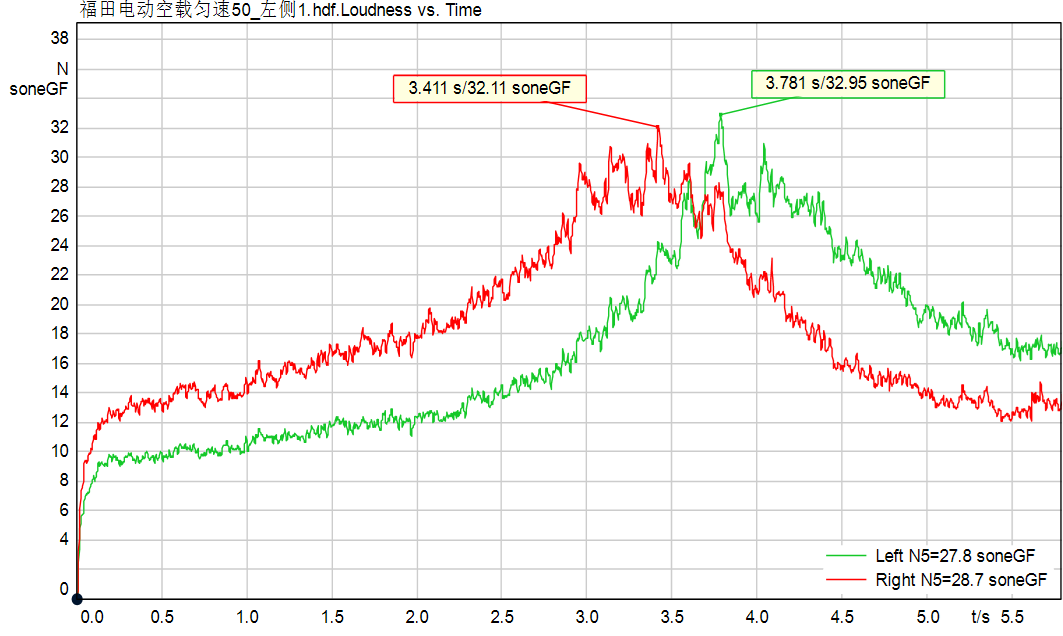 福田电动空载匀速50_左侧1.hdf.Loudness vs. Time
38
N
soneGF
32
30
28
26
24
22
20
18
16
14
12
10
8
6
4
0
3.411 s/32.11 soneGF
3.781 s/32.95 soneGF
Left N5=27.8 soneGF
Right N5=28.7 soneGF
0.0 0.5 1.0 1.5 2.0 2.5 3.0 3.5 4.0 4.5 5.0 t/s 5.5